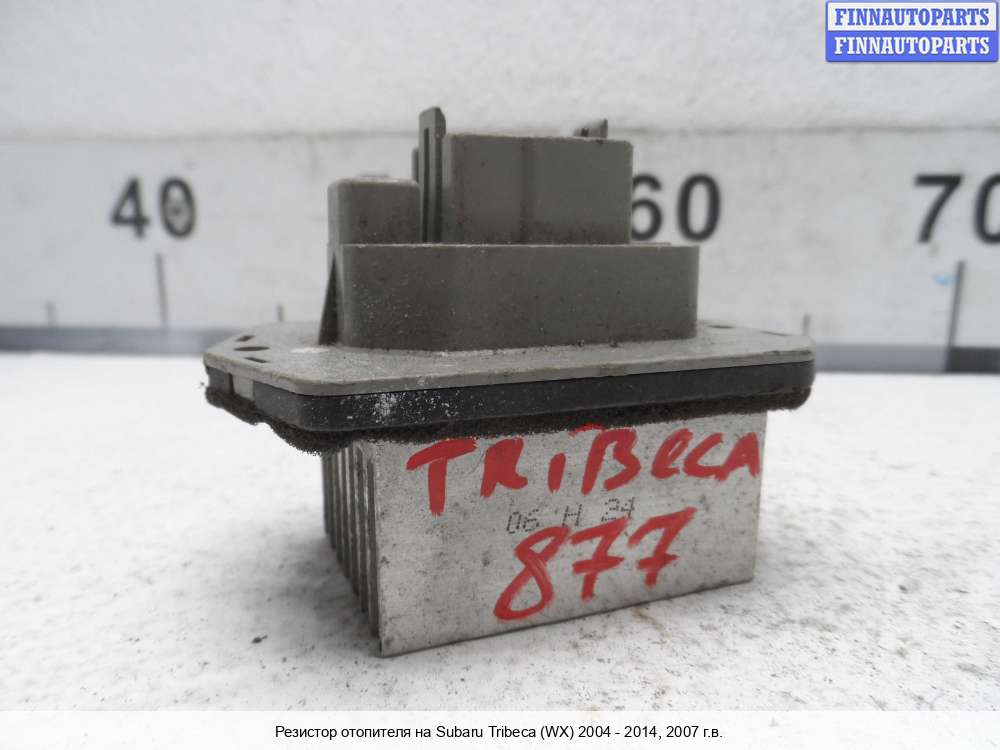 FINNAUTOPARTS
FINNAUTOPARTS
40 60 70
TRiBeCA
06 H 24
877
Резистор отопителя на Subaru Tribeca (WX) 2004 - 2014, 2007 г.в.